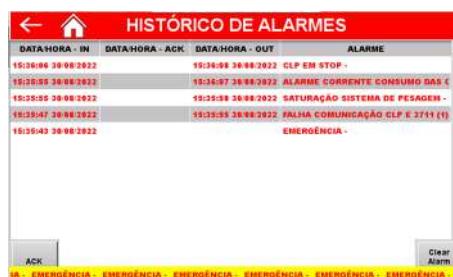 HISTÓRICO DE ALARMES
DATA/HORA - IN DATA/HORA - ACK DATA/HORA - OUT ALARME
15:36:06 30/08/2022 15:36:08 30/08/2022 CLP EM STOP -
15:35:55 30/08/2022 15:36:07 30/08/2022 ALARME CORRENTE CONSUMO DAS
15:35:55 30/08/2022 15:35:58 30/08/2022 SATURAÇÃO SISTEMA DE PESAGEM -
15:35:47 30/08/2022 15:35:55 30/08/2022 FALHA COMUNICAÇÃO CLP E 3711 (1)
15:35:43 30/08/2022 EMERGÊNCIA -
ACK
Clear
Alarm
IA - EMERGÊNCIA - EMERGÊNCIA - EMERGÊNCIA - EMERGÊNCIA - EMERGÊNCIA - EMERGÊNCIA -